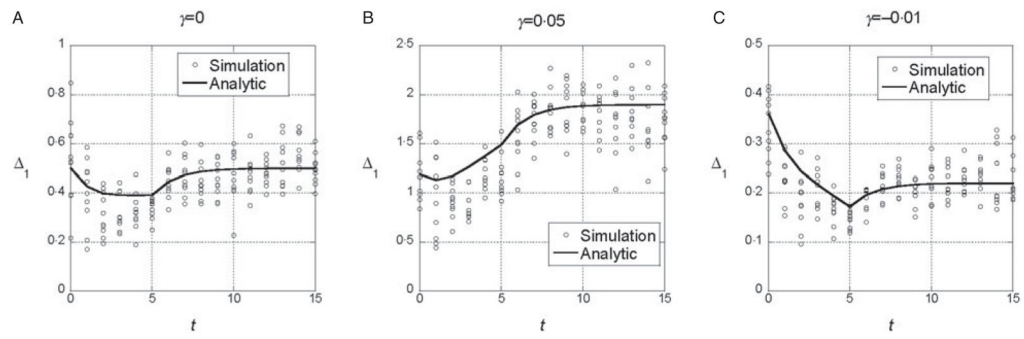 A
γ=0
1
0·8
0·6
0·4
0·2
0
Δ1
Simulation
Analytic
0 5 10 15
t
B
γ=0·05
2·5
2
1·5
1
0·5
0
Δ1
Simulation
Analytic
0 5 10 15
t
C
γ=–0·01
0·5
0·4
0·3
0·2
0·1
0
Δ1
Simulation
Analytic
0 5 10 15
t